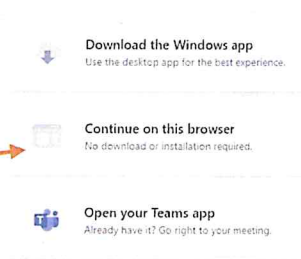 Download the Windows app
Use the desktop app for the best experience.
Continue on this browser
No download or installation required.
Open your Teams app
Already have it? Go right to your meeting.